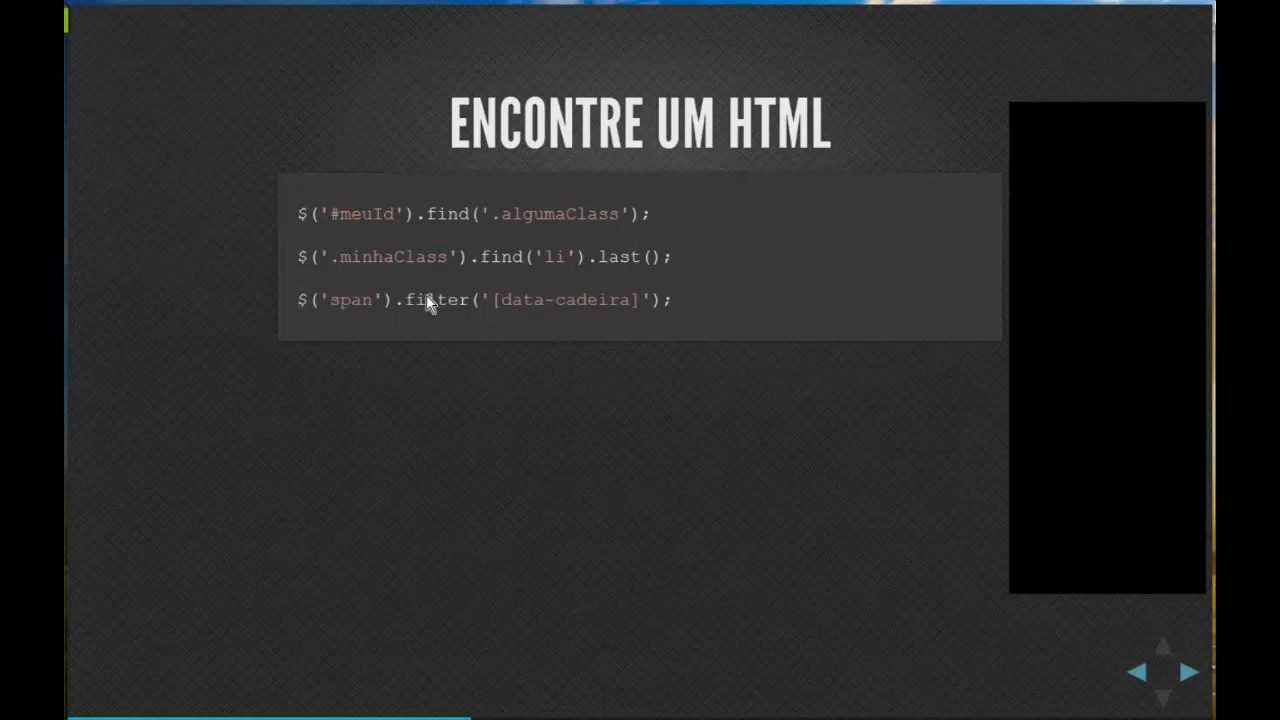 ENCONTRE UM HTML
$('#meuId').find('.algumaClass');
$('.minhaClass').find('li').last();
$('span').filter('[data-cadeira]');